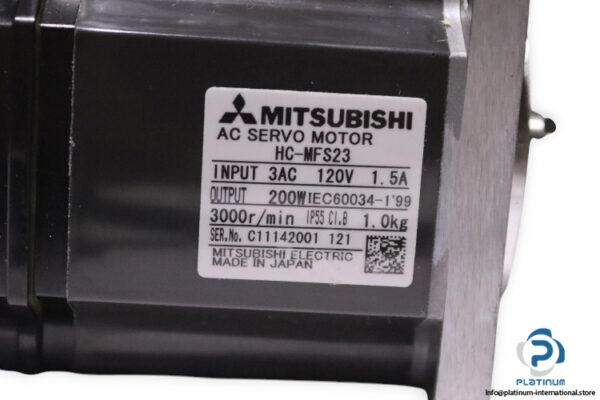 MITSUBISHI
AC SERVO MOTOR
HC-MFS23
INPUT 3AC 120V 1.5A
OUTPUT 200W IEC60034-1'99
3000r/min IP55 Cl.B 1.0kg
SER.No. C11142001 121
MITSUBISHI ELECTRIC
MADE IN JAPAN
PLATINUM
info@platinum-international.store